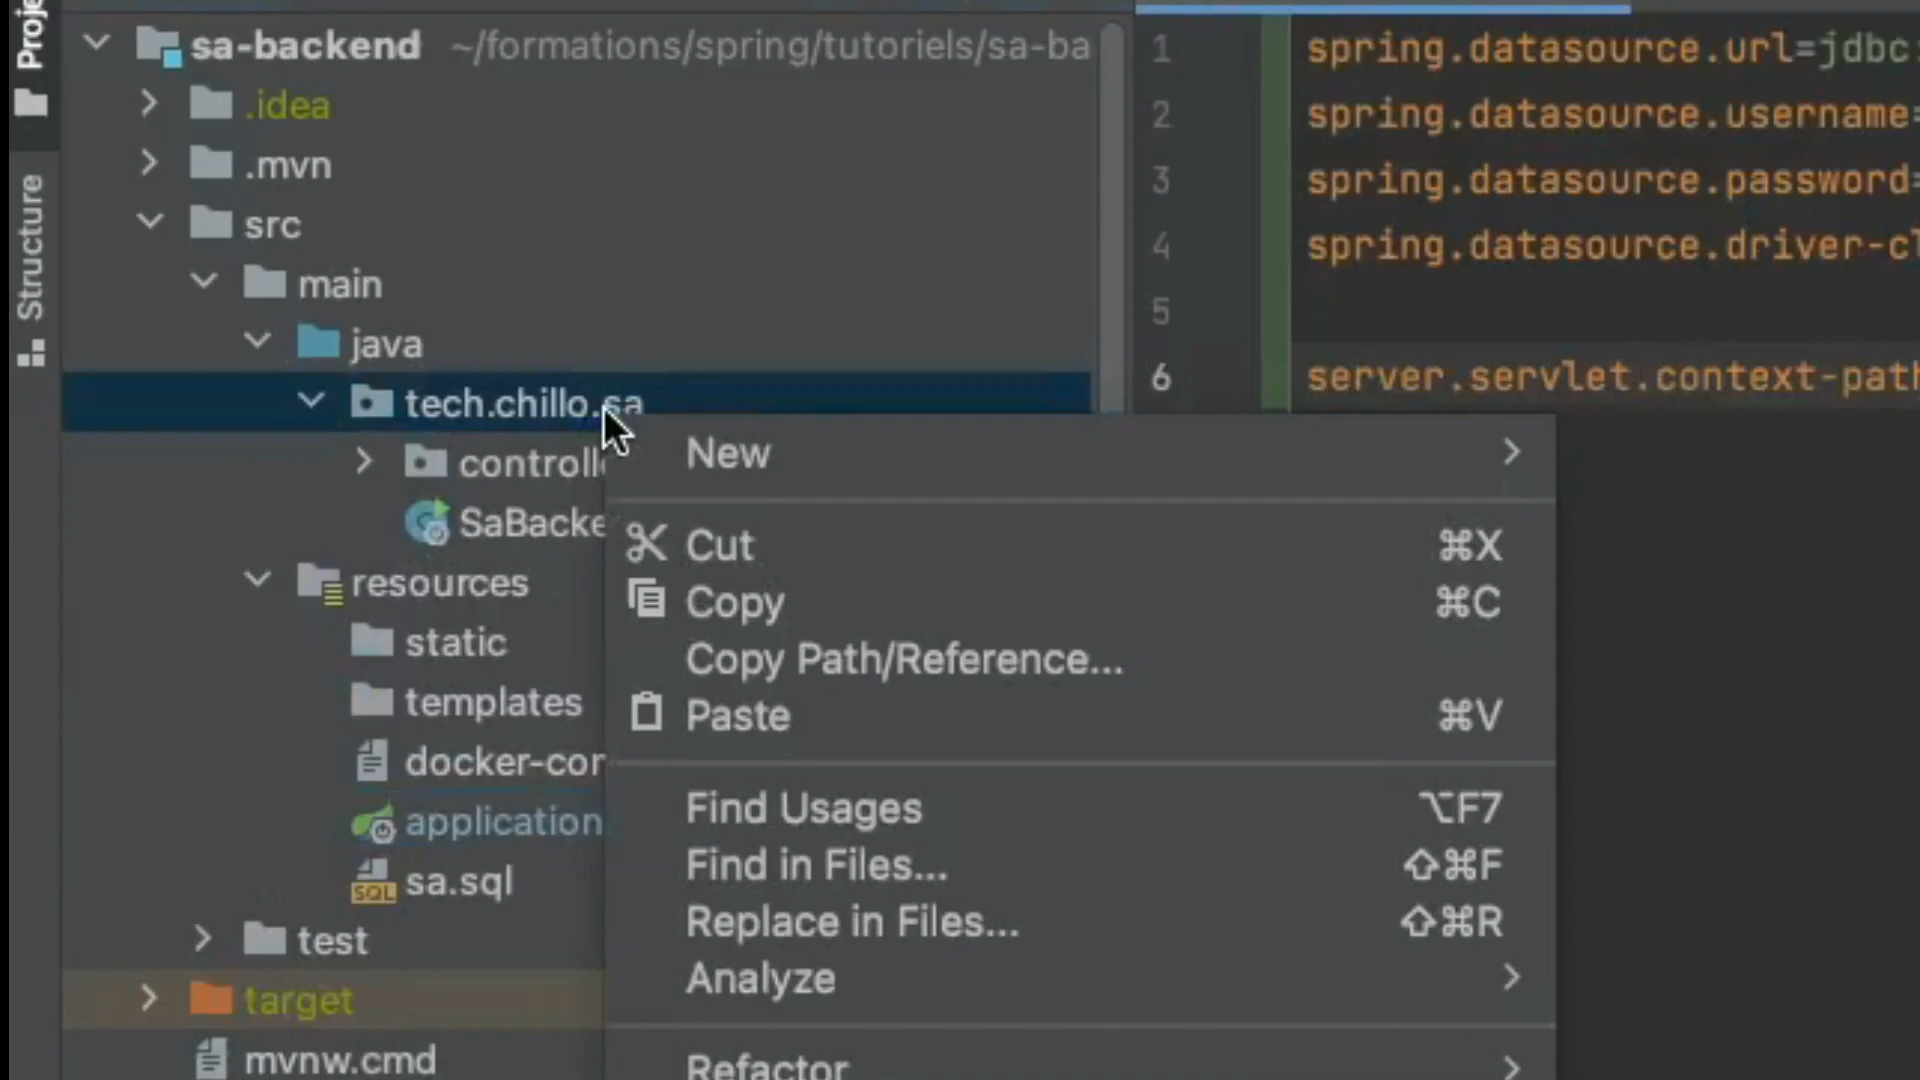 Structure
sa-backend ~/formations/spring/tutoriels/sa-ba
.idea
.mvn
src
main
java
tech.chillo.sa
SaBacke
resources
static
templates
docker-cor
application
sa.sql
SQL
test
target
mvnw.cmd
1 spring.datasource.url=jdbc:
2 spring.datasource.username=
3 spring.datasource.password=
4 spring.datasource.driver-cl
5
6 server.servlet.context-path
New
Cut ⌘X
Copy ⌘C
Copy Path/Reference...
Paste ⌘V
Find Usages ⌥F7
Find in Files... ⇧⌘F
Replace in Files... ⇧⌘R
Analyze
Refactor